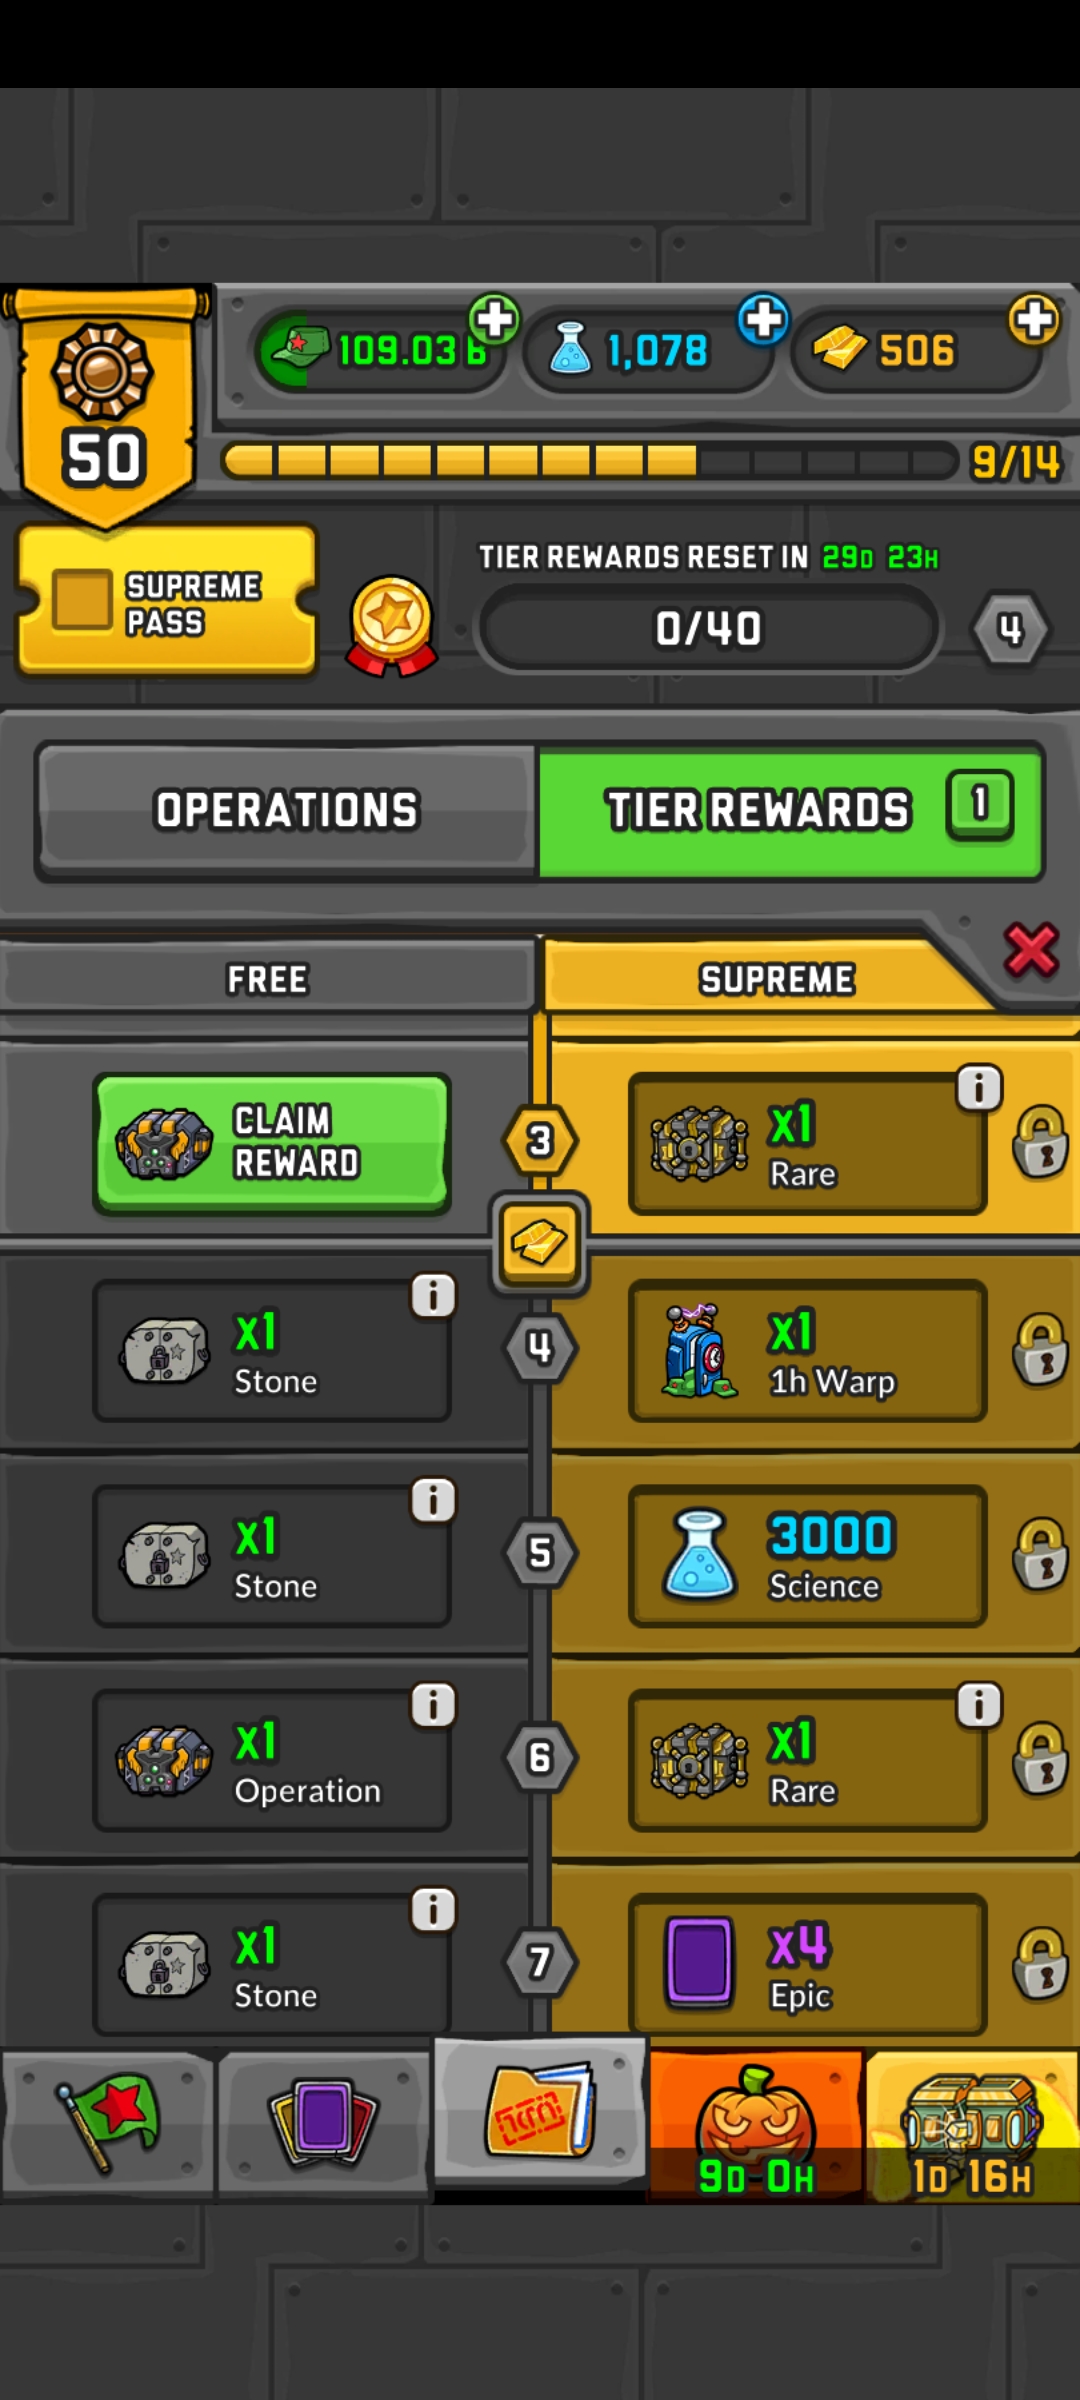 109.03 B
1,078
506
50
9/14
SUPREME
PASS
TIER REWARDS RESET IN 29D 23H
0/40
4
OPERATIONS
TIER REWARDS
1
FREE
SUPREME
CLAIM
REWARD
3
i
X1
Rare
i
X1
Stone
4
X1
1h Warp
i
X1
Stone
5
3000
Science
i
X1
Operation
6
i
X1
Rare
i
X1
Stone
7
X4
Epic
9D 0H
1D 16H